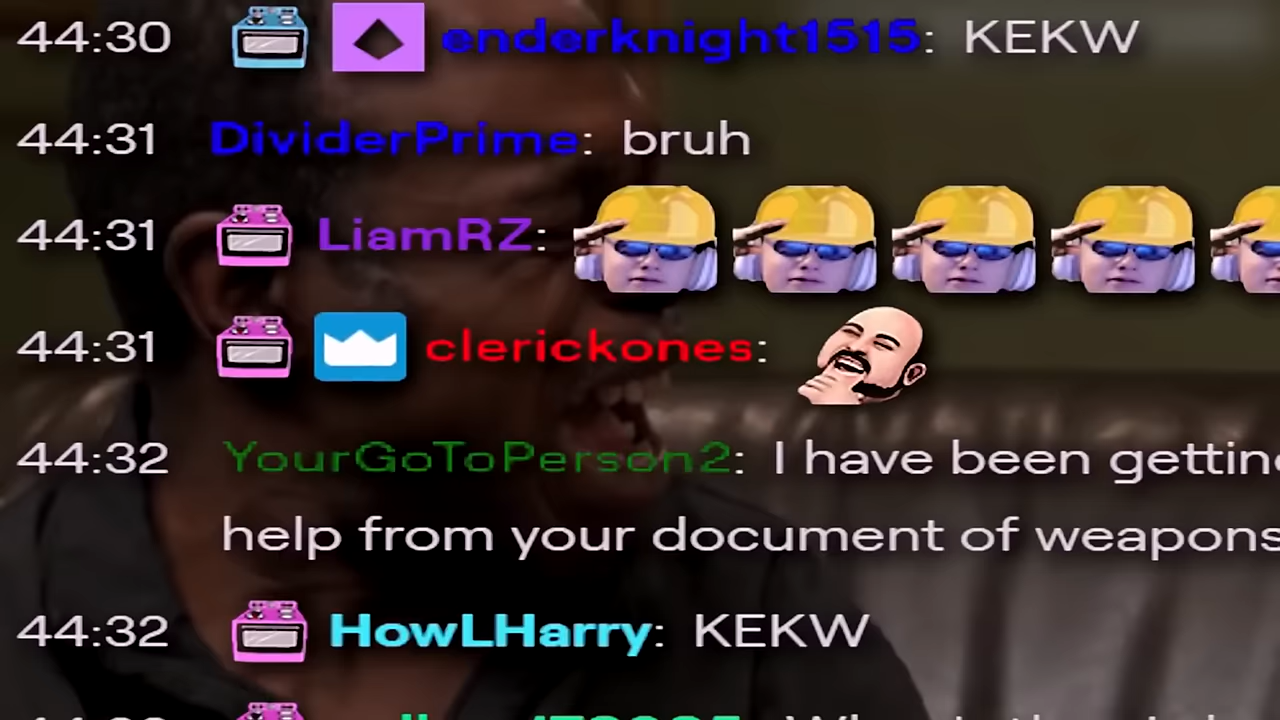 44:30 enderknight1515: KEKW
44:31 DividerPrime: bruh
44:31 LiamRZ:
44:31 clerickones:
44:32 YourGoToPerson2: I have been getting
help from your document of weapons
44:32 HowLHarry: KEKW